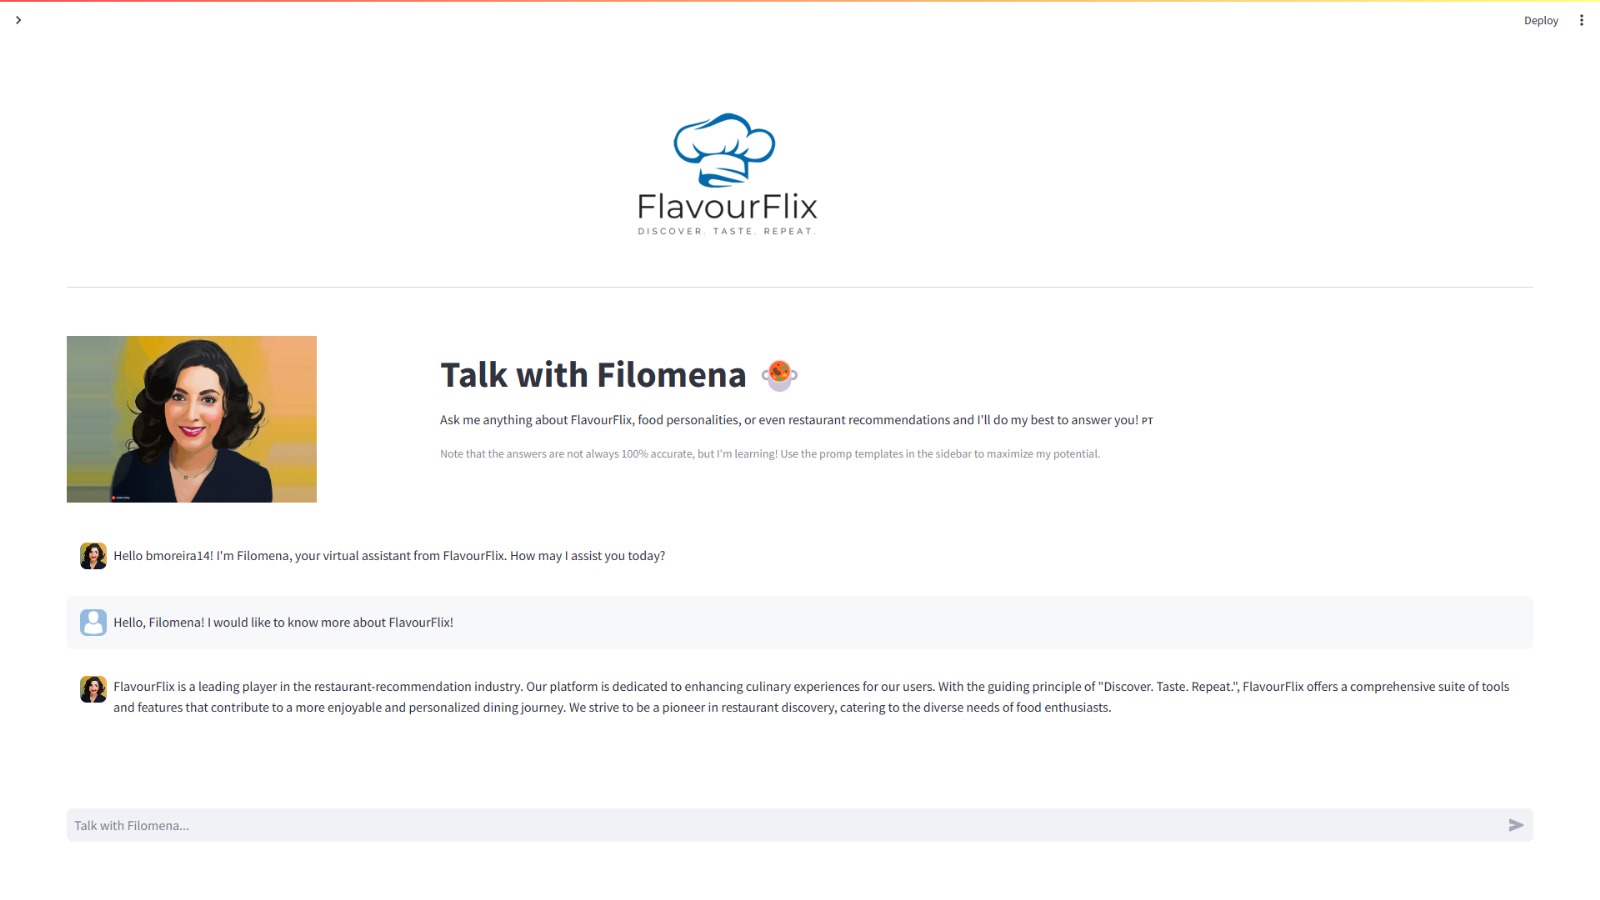 Deploy
FlavourFlix
DISCOVER. TASTE. REPEAT.
Talk with Filomena
Ask me anything about FlavourFlix, food personalities, or even restaurant recommendations and I'll do my best to answer you! PT
Note that the answers are not always 100% accurate, but I'm learning! Use the promp templates in the sidebar to maximize my potential.
Hello bmoreira14! I'm Filomena, your virtual assistant from FlavourFlix. How may I assist you today?
Hello, Filomena! I would like to know more about FlavourFlix!
FlavourFlix is a leading player in the restaurant-recommendation industry. Our platform is dedicated to enhancing culinary experiences for our users. With the guiding principle of "Discover. Taste. Repeat.", FlavourFlix offers a comprehensive suite of tools
and features that contribute to a more enjoyable and personalized dining journey. We strive to be a pioneer in restaurant discovery, catering to the diverse needs of food enthusiasts.
Talk with Filomena...